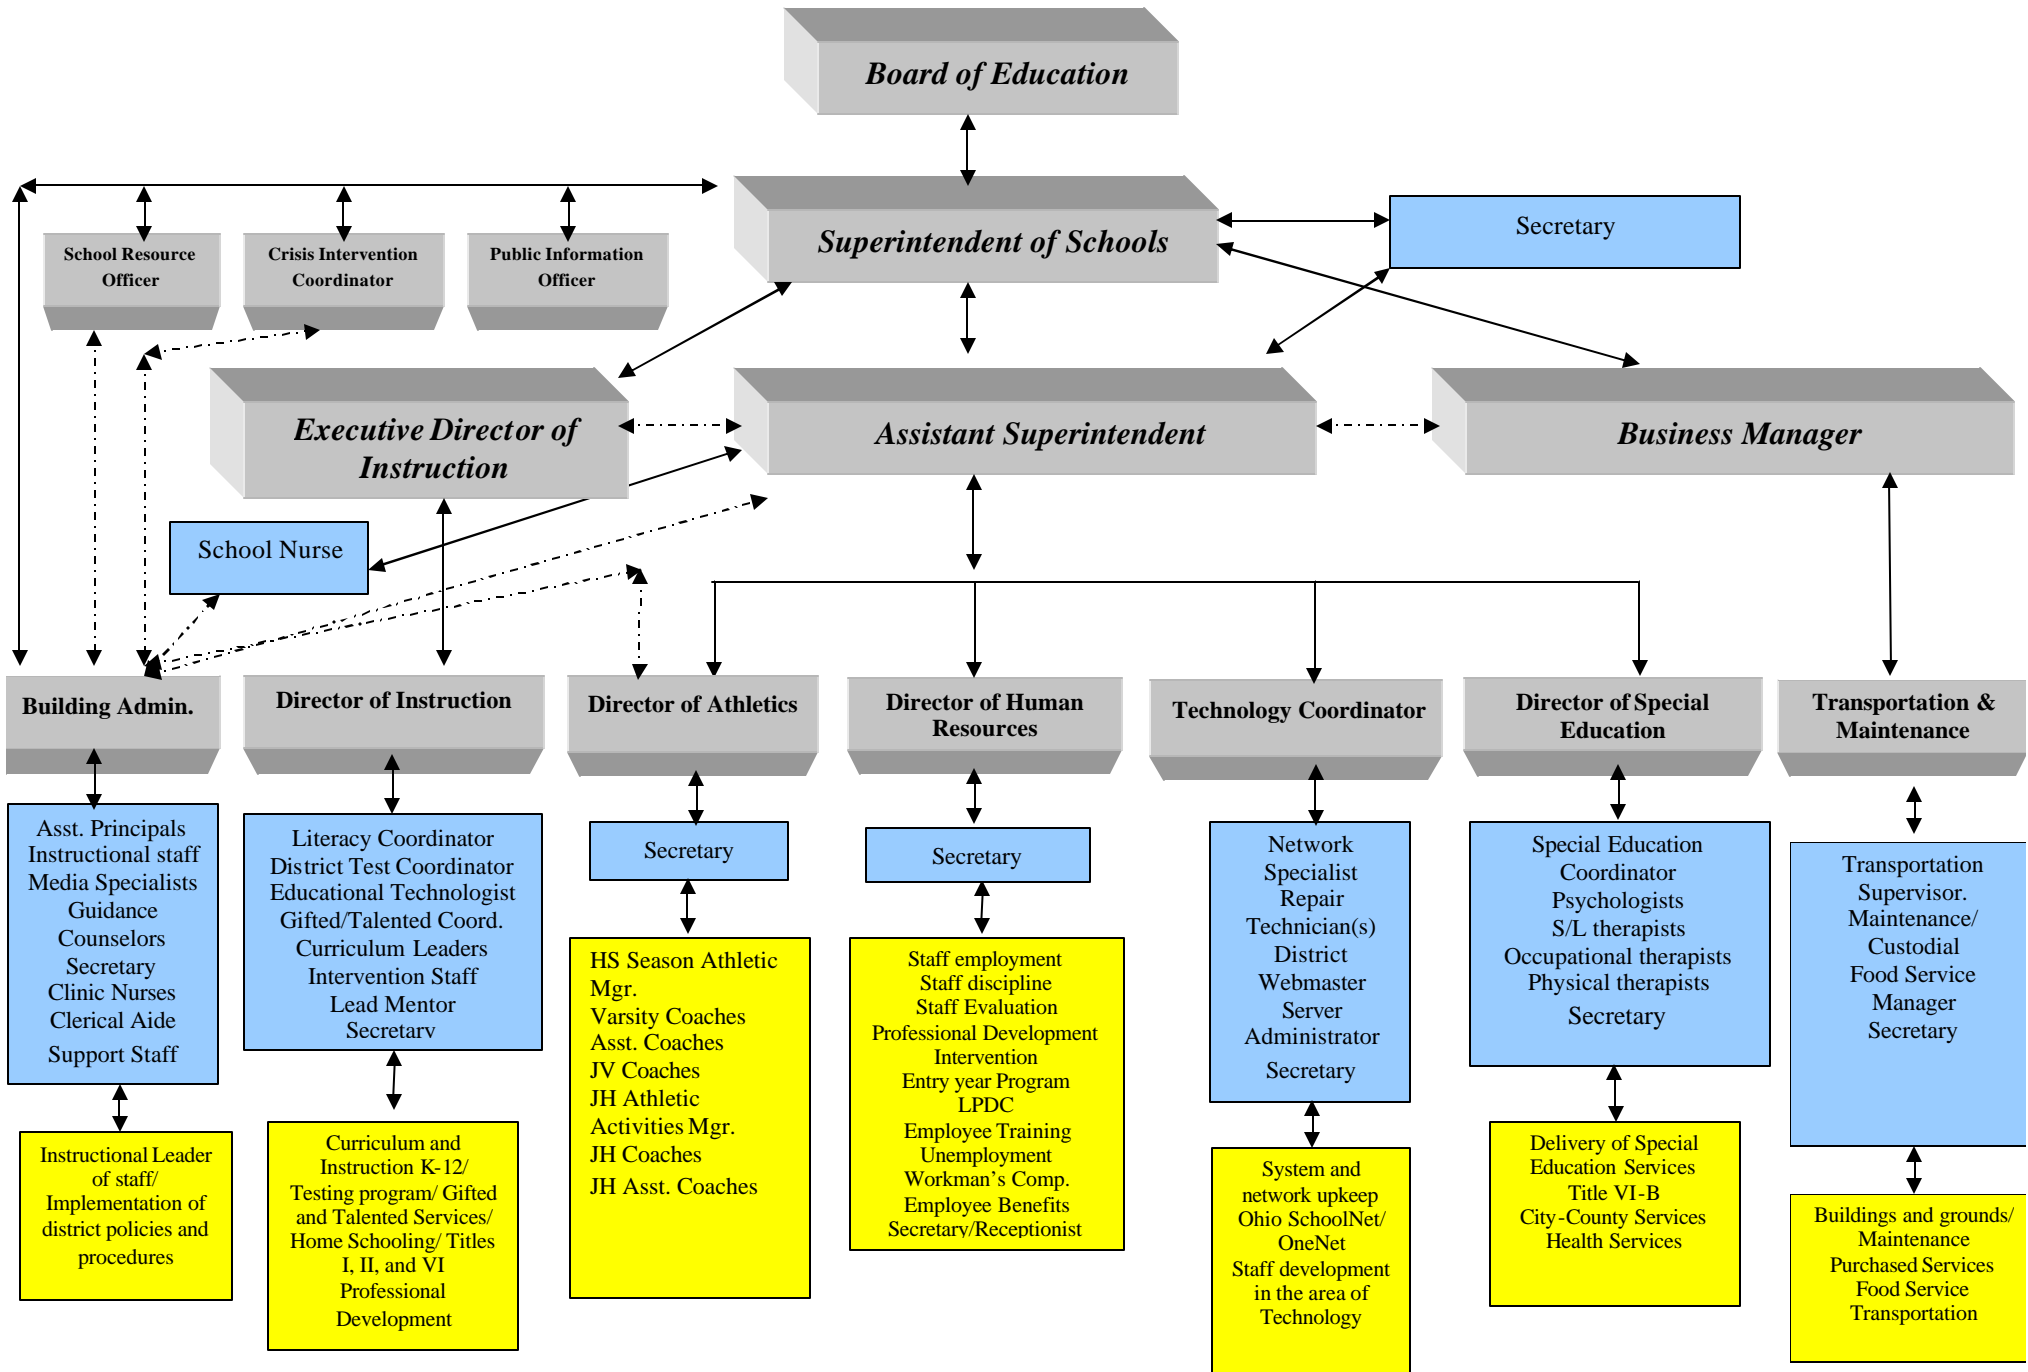 Board of Education
Superintendent of Schools
Secretary
School Resource
Officer
Crisis Intervention
Coordinator
Public Information
Officer
Executive Director of
Instruction
Assistant Superintendent
Business Manager
School Nurse
Building Admin.
Director of Instruction
Director of Athletics
Director of Human
Resources
Technology Coordinator
Director of Special
Education
Transportation &
Maintenance
Asst. Principals
Instructional staff
Media Specialists
Guidance
Counselors
Secretary
Clinic Nurses
Clerical Aide
Support Staff
Literacy Coordinator
District Test Coordinator
Educational Technologist
Gifted/Talented Coord.
Curriculum Leaders
Intervention Staff
Lead Mentor
Secretary
Secretary
Secretary
Network
Specialist
Repair
Technician(s)
District
Webmaster
Server
Administrator
Secretary
Special Education
Coordinator
Psychologists
S/L therapists
Occupational therapists
Physical therapists
Secretary
Transportation
Supervisor.
Maintenance/
Custodial
Food Service
Manager
Secretary
Instructional Leader
of staff/
Implementation of
district policies and
procedures
Curriculum and
Instruction K-12/
Testing program/ Gifted
and Talented Services/
Home Schooling/ Titles
I, II, and VI
Professional
Development
HS Season Athletic
Mgr.
Varsity Coaches
Asst. Coaches
JV Coaches
JH Athletic
Activities Mgr.
JH Coaches
JH Asst. Coaches
Staff employment
Staff discipline
Staff Evaluation
Professional Development
Intervention
Entry year Program
LPDC
Employee Training
Unemployment
Workman's Comp.
Employee Benefits
Secretary/Receptionist
System and
network upkeep
Ohio SchoolNet/
OneNet
Staff development
in the area of
Technology
Delivery of Special
Education Services
Title VI-B
City-County Services
Health Services
Buildings and grounds/
Maintenance
Purchased Services
Food Service
Transportation